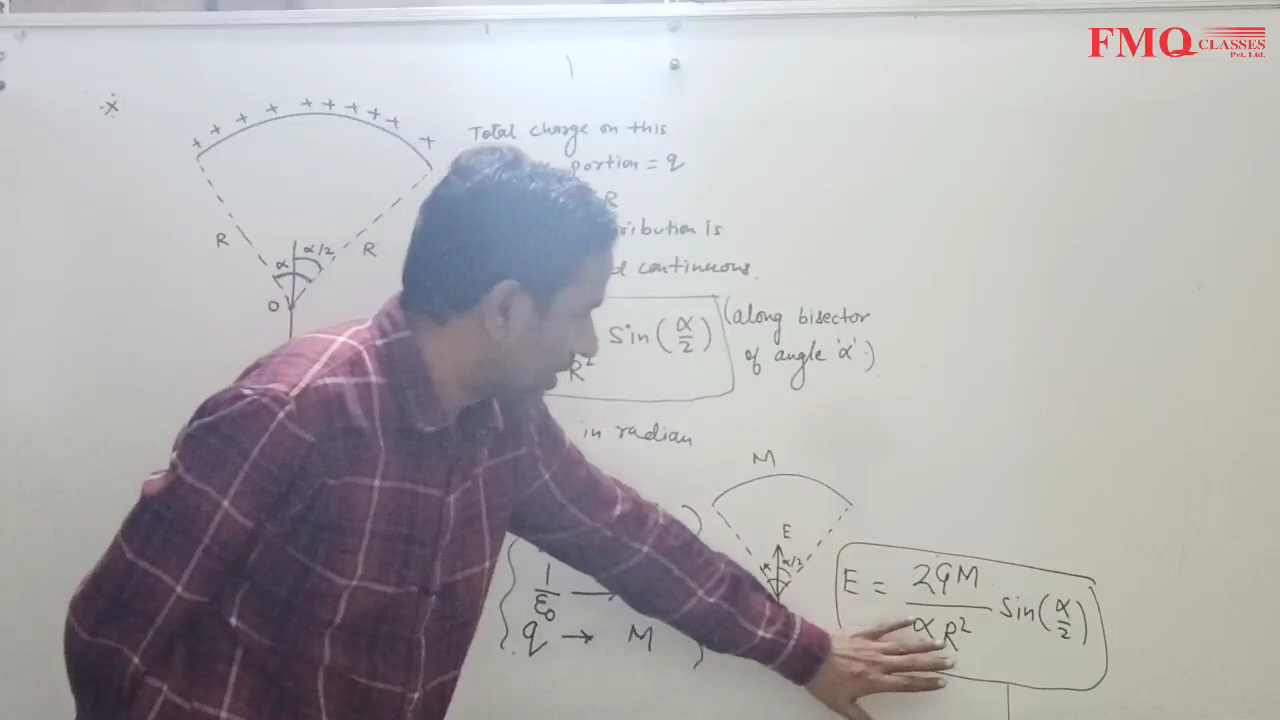 FMQ CLASSES
Pvt. Ltd.
Total charge on this
portion = q
R
R
R
α
α/2
O
is
continuous.
R² Sin(α/2)
(along bisector
of angle 'α')
in radian
M
E
α/2
1/ε₀ →
q → M
E = 2GM/αR² Sin(α/2)